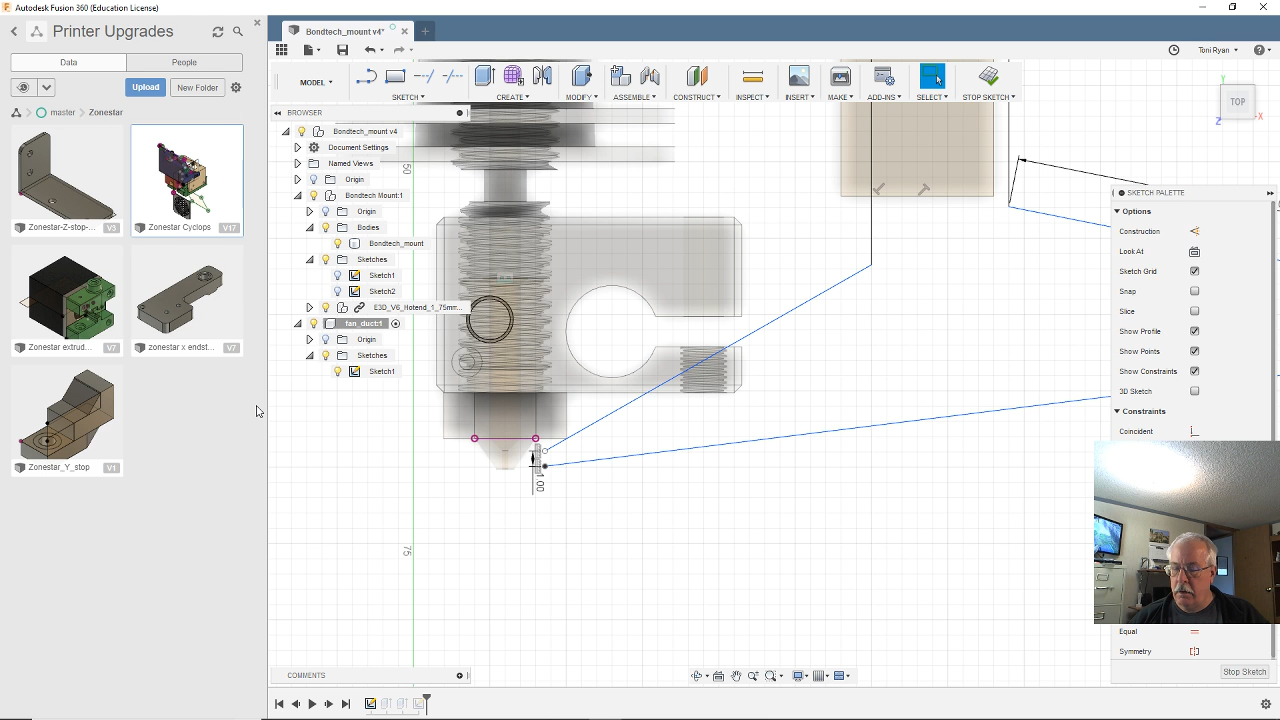 Autodesk Fusion 360 (Education License)
Printer Upgrades
Data
People
Upload
New Folder
Zonestar
V3
Zonestar Cyclops
V17
Zonestar extrud...
V7
zonestar x endst...
V7
Zonestar_Y_stop
V1
Bondtech_mount v4*
Toni Ryan
MODEL
SKETCH
CREATE
MODIFY
ASSEMBLE
CONSTRUCT
INSPECT
INSERT
MAKE
ADD-INS
SELECT
STOP SKETCH
BROWSER
Bondtech_mount v4
Document Settings
Named Views
Origin
Bondtech Mount:1
Origin
Bodies
Bondtech_mount
Sketches
Sketch1
Sketch2
E3D_V6_Hotend_1_75mm...
fan_duct:1
Origin
Sketches
Sketch1
50
75
1.00
TOP
Y
X
Z
SKETCH PALETTE
Options
Construction
Look At
Sketch Grid
Snap
Slice
Show Profile
Show Points
Show Constraints
3D Sketch
Constraints
Coincident
Equal
Symmetry
Stop Sketch
COMMENTS